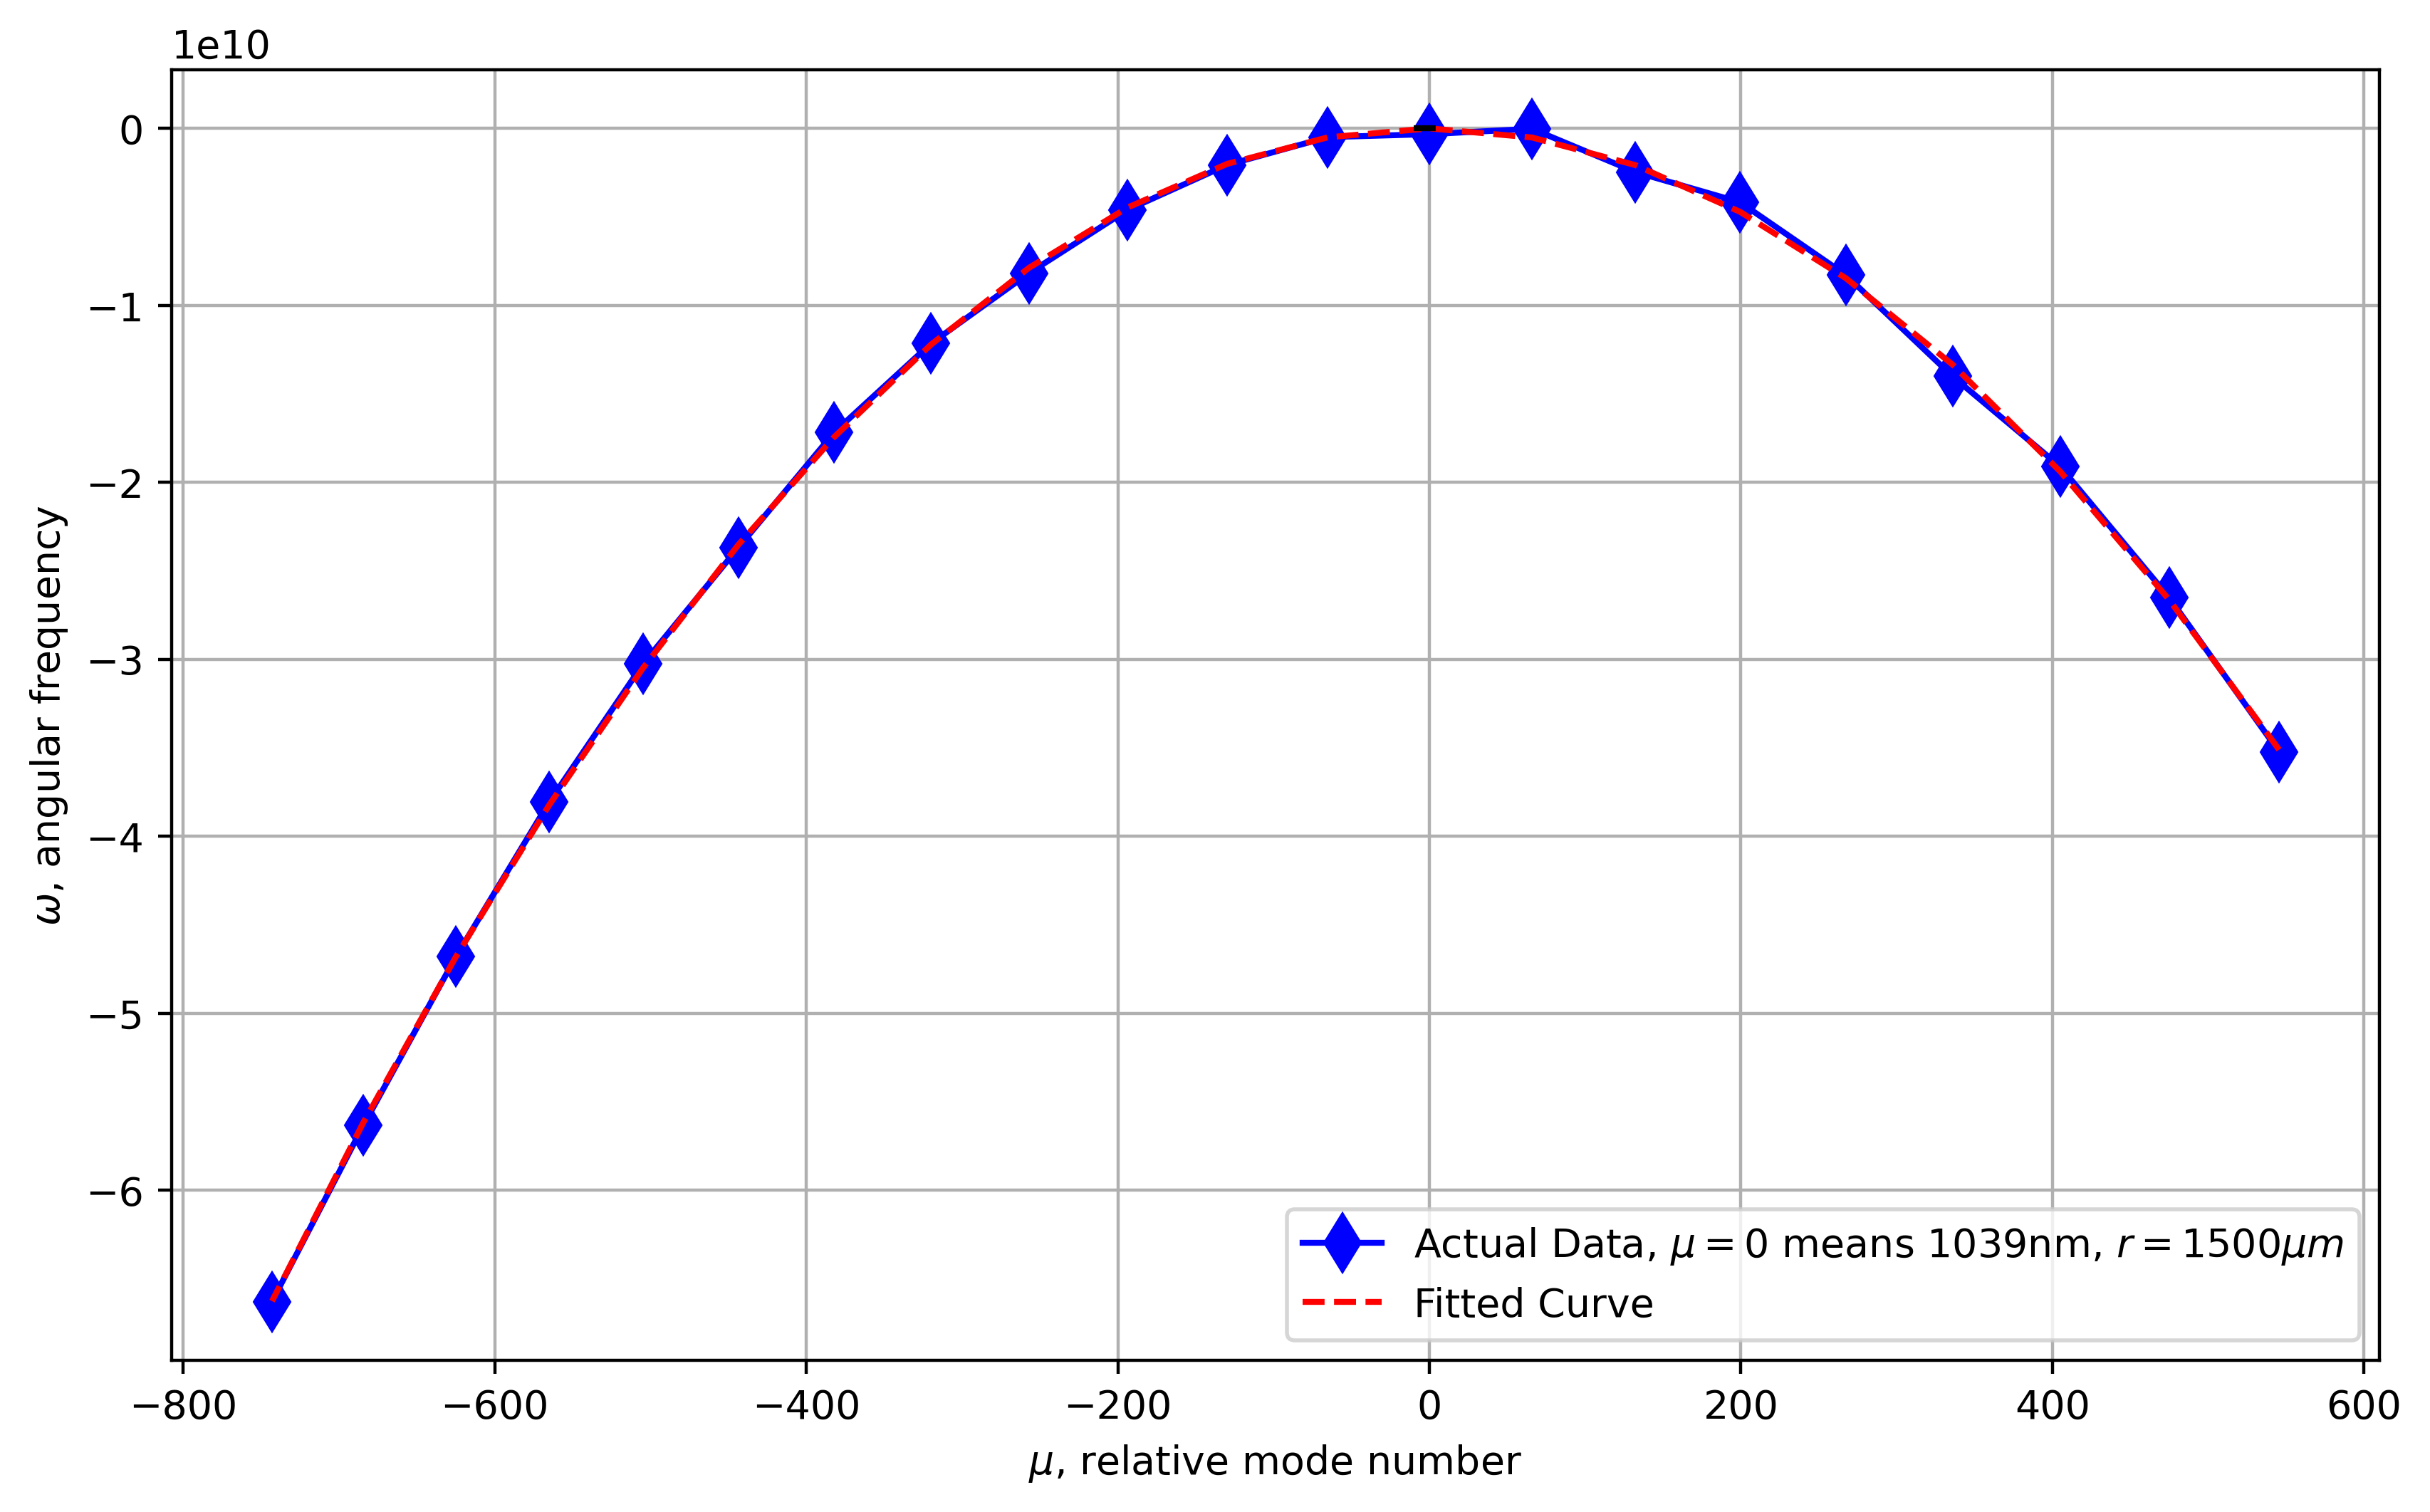 1e10
0
−1
−2
−3
−4
−5
−6
ω, angular frequency
−800 −600 −400 −200 0 200 400 600
μ, relative mode number
Actual Data, μ = 0 means 1039nm, r = 1500μm
Fitted Curve